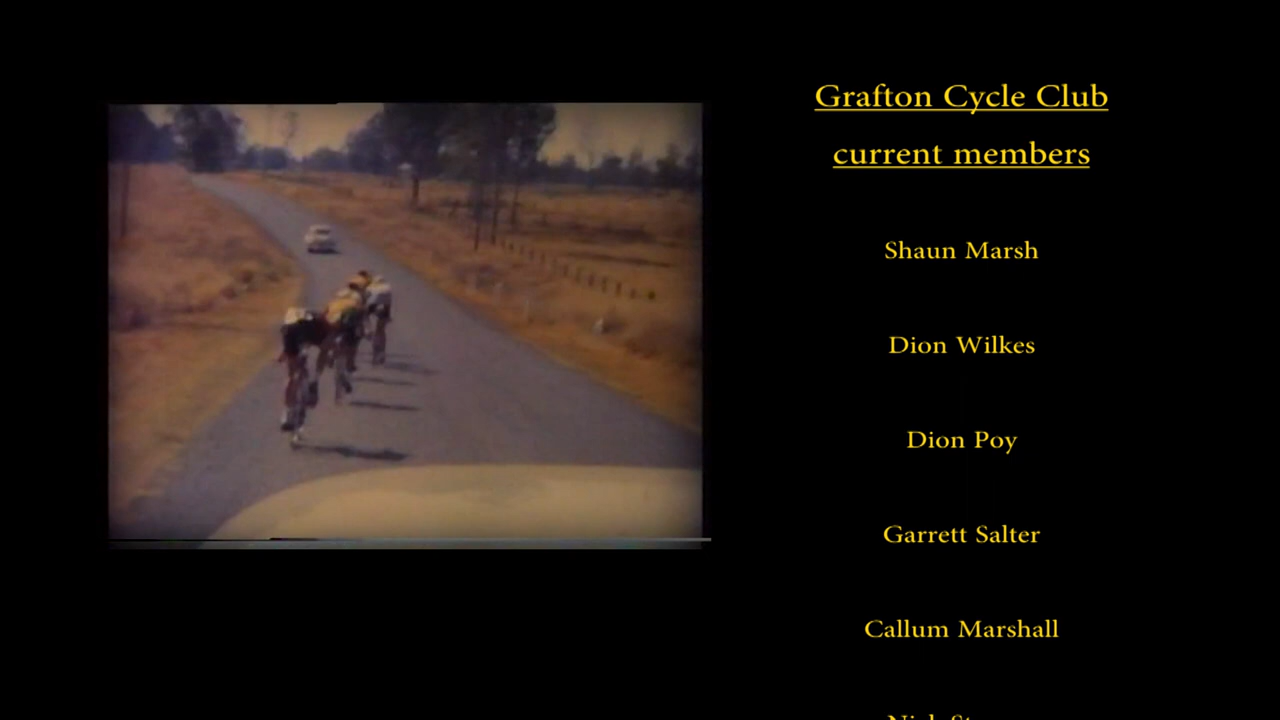 Grafton Cycle Club
current members
Shaun Marsh
Dion Wilkes
Dion Poy
Garrett Salter
Callum Marshall